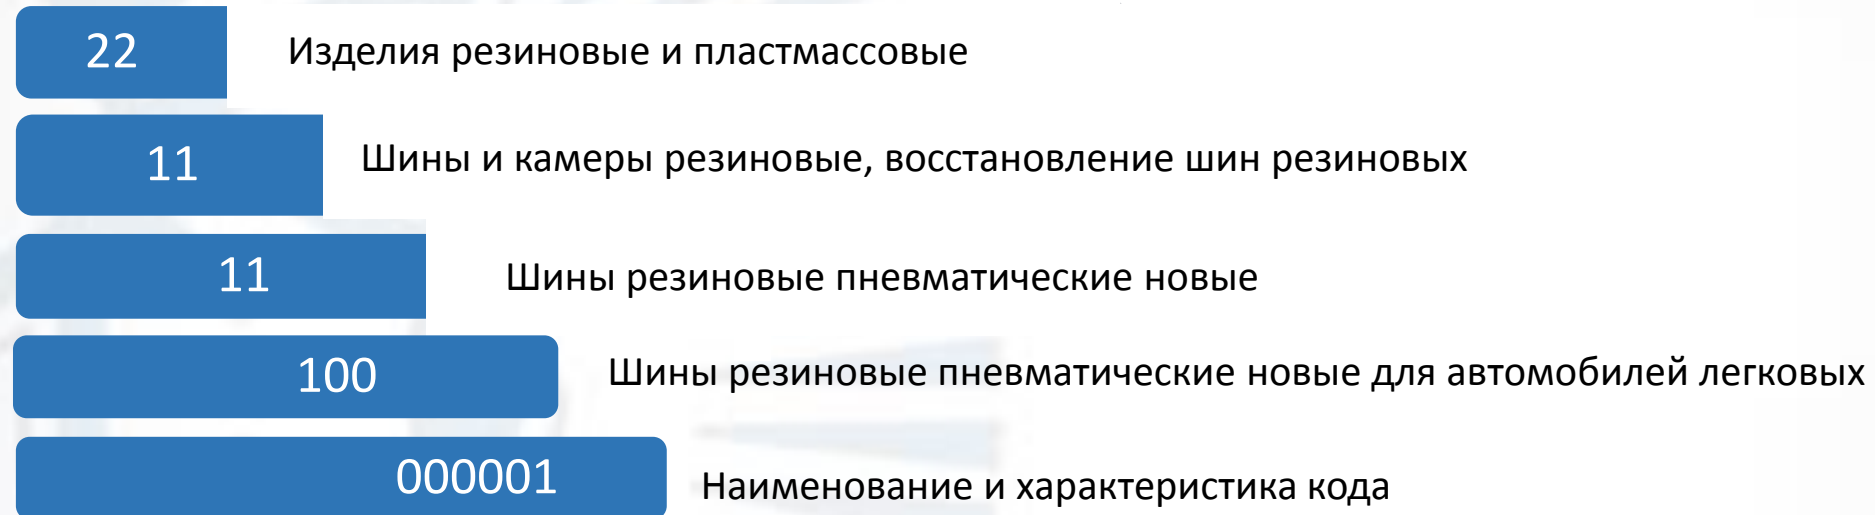 22 Изделия резиновые и пластмассовые
11 Шины и камеры резиновые, восстановление шин резиновых
11 Шины резиновые пневматические новые
100 Шины резиновые пневматические новые для автомобилей легковых
000001 Наименование и характеристика кода